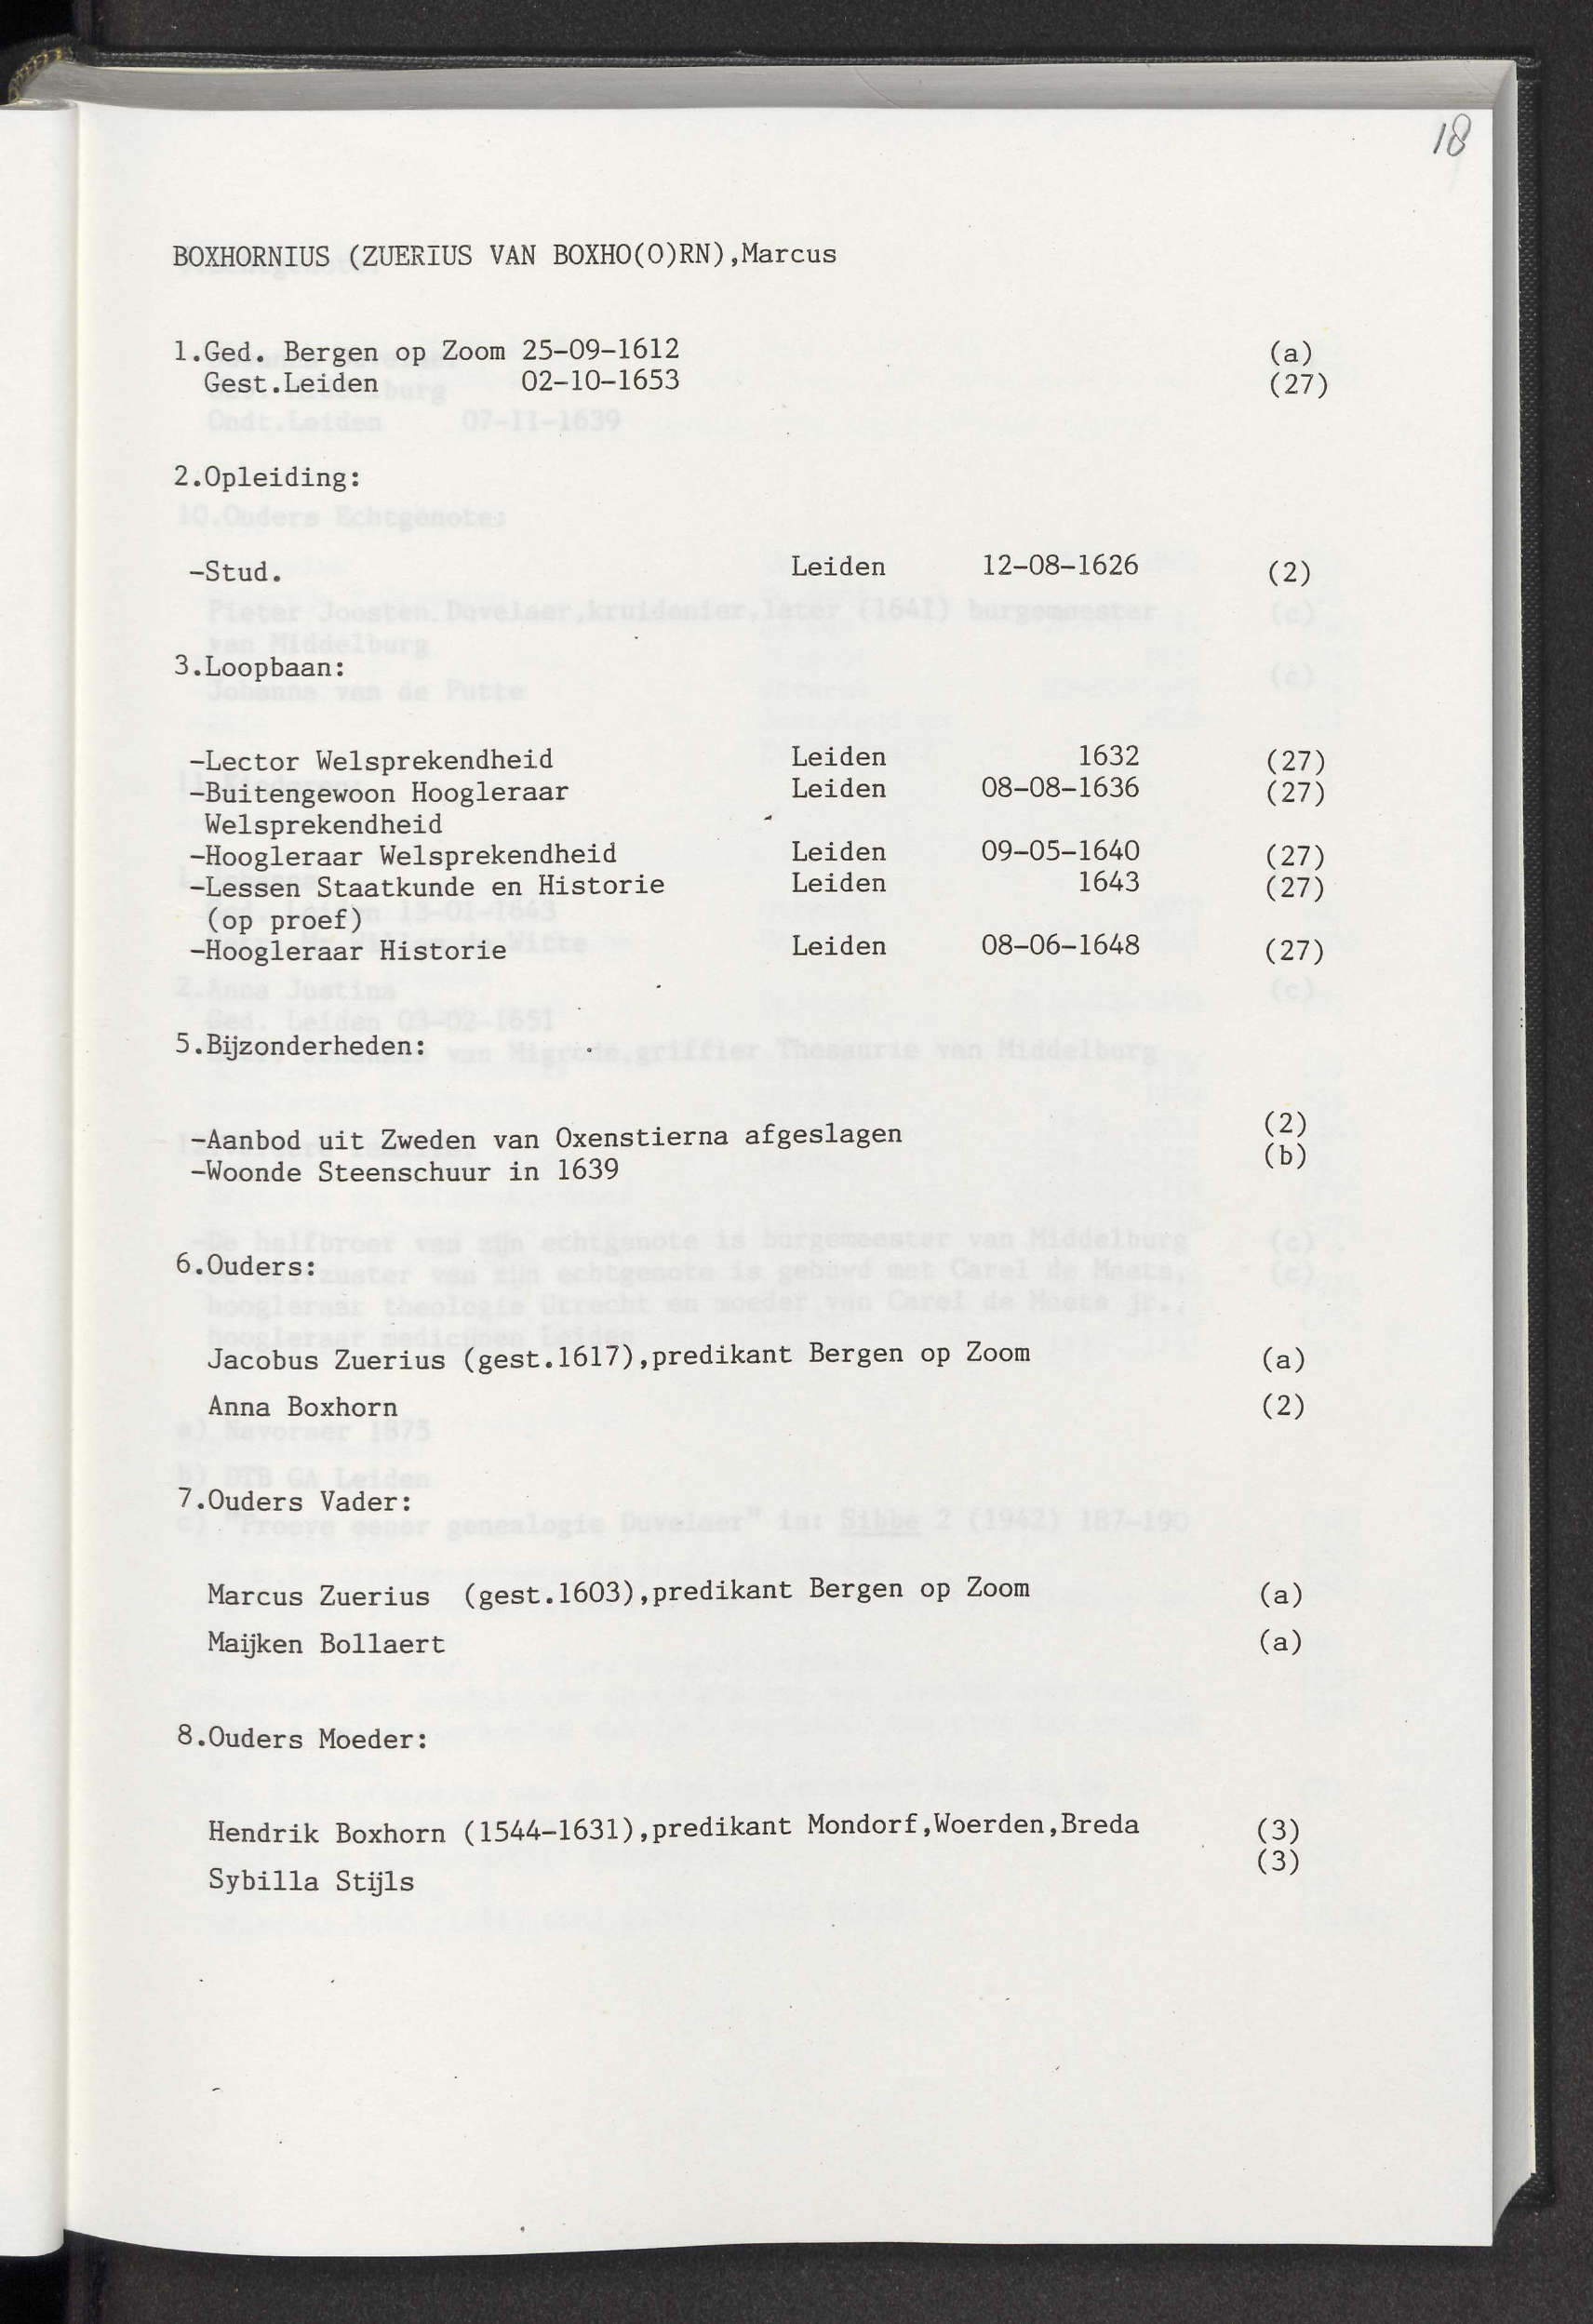 18
BOXHORNIUS (ZUERIUS VAN BOXHO(O)RN),Marcus
1.Ged. Bergen op Zoom 25-09-1612 (a)
Gest.Leiden 02-10-1653 (27)
2.Opleiding:
-Stud. Leiden 12-08-1626 (2)
3.Loopbaan:
-Lector Welsprekendheid Leiden 1632 (27)
-Buitengewoon Hoogleraar Leiden 08-08-1636 (27)
Welsprekendheid
-Hoogleraar Welsprekendheid Leiden 09-05-1640 (27)
-Lessen Staatkunde en Historie Leiden 1643 (27)
(op proef)
-Hoogleraar Historie Leiden 08-06-1648 (27)
5.Bijzonderheden:
-Aanbod uit Zweden van Oxenstierna afgeslagen (2)
-Woonde Steenschuur in 1639 (b)
6.Ouders:
Jacobus Zuerius (gest.1617),predikant Bergen op Zoom (a)
Anna Boxhorn (2)
7.Ouders Vader:
Marcus Zuerius (gest.1603),predikant Bergen op Zoom (a)
Maijken Bollaert (a)
8.Ouders Moeder:
Hendrik Boxhorn (1544-1631),predikant Mondorf,Woerden,Breda (3)
Sybilla Stijls (3)